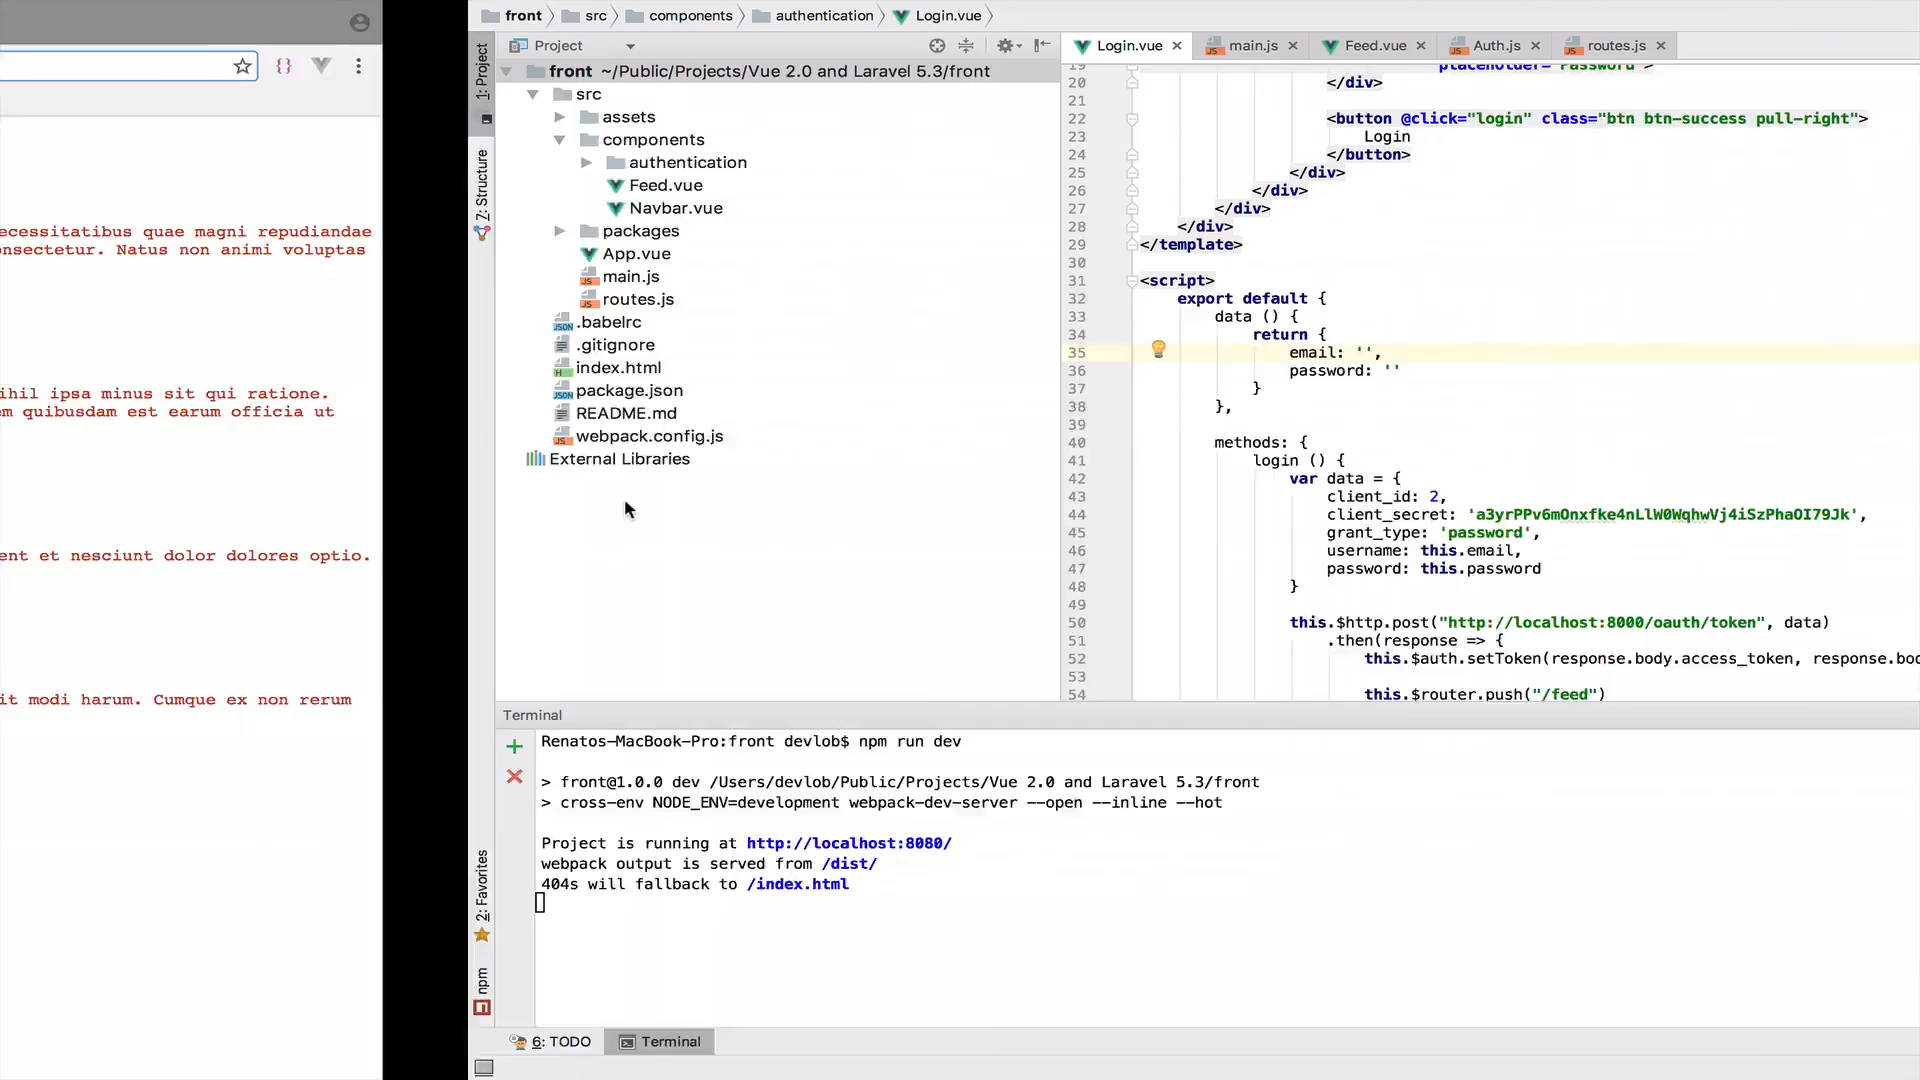 front
src
components
authentication
Login.vue
{}
ecessitatibus quae magni repudiandae
onsectetur. Natus non animi voluptas
ihil ipsa minus sit qui ratione.
em quibusdam est earum officia ut
ent et nesciunt dolor dolores optio.
it modi harum. Cumque ex non rerum
1: Project
7: Structure
2: Favorites
npm
Project
front ~/Public/Projects/Vue 2.0 and Laravel 5.3/front
src
assets
components
authentication
Feed.vue
Navbar.vue
packages
App.vue
main.js
routes.js
.babelrc
.gitignore
index.html
package.json
README.md
webpack.config.js
External Libraries
Login.vue
main.js
Feed.vue
Auth.js
routes.js
19 placeholder="Password">
20 </div>
21
22 <button @click="login" class="btn btn-success pull-right">
23 Login
24 </button>
25 </div>
26 </div>
27 </div>
28 </div>
29 </template>
30
31 <script>
32 export default {
33 data () {
34 return {
35 email: '',
36 password: ''
37 }
38 },
39
40 methods: {
41 login () {
42 var data = {
43 client_id: 2,
44 client_secret: 'a3yrPPv6mOnxfke4nLlW0WqhwVj4iSzPhaOI79Jk',
45 grant_type: 'password',
46 username: this.email,
47 password: this.password
48 }
49
50 this.$http.post("http://localhost:8000/oauth/token", data)
51 .then(response => {
52 this.$auth.setToken(response.body.access_token, response.bo
53
54 this.$router.push("/feed")
Terminal
Renatos-MacBook-Pro:front devlob$ npm run dev
> front@1.0.0 dev /Users/devlob/Public/Projects/Vue 2.0 and Laravel 5.3/front
> cross-env NODE_ENV=development webpack-dev-server --open --inline --hot
Project is running at http://localhost:8080/
webpack output is served from /dist/
404s will fallback to /index.html
6: TODO
Terminal